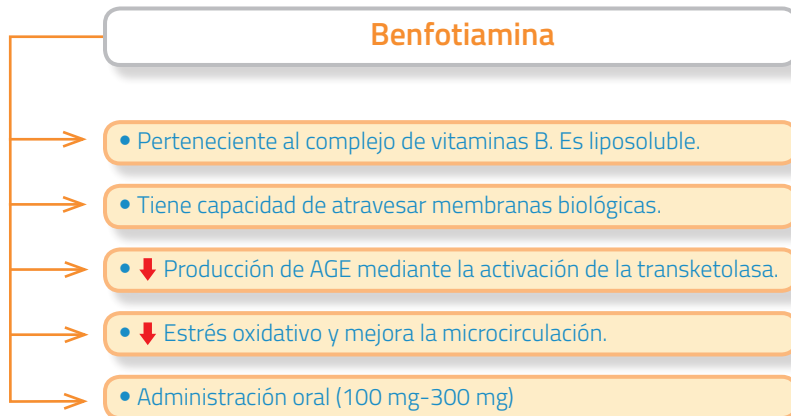 Benfotiamina
• Perteneciente al complejo de vitaminas B. Es liposoluble.
• Tiene capacidad de atravesar membranas biológicas.
• ⬇ Producción de AGE mediante la activación de la transketolasa.
• ⬇ Estrés oxidativo y mejora la microcirculación.
• Administración oral (100 mg-300 mg)